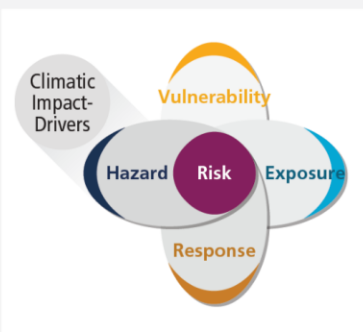 Climatic
Impact-
Drivers
Vulnerability
Hazard
Risk
Exposure
Response